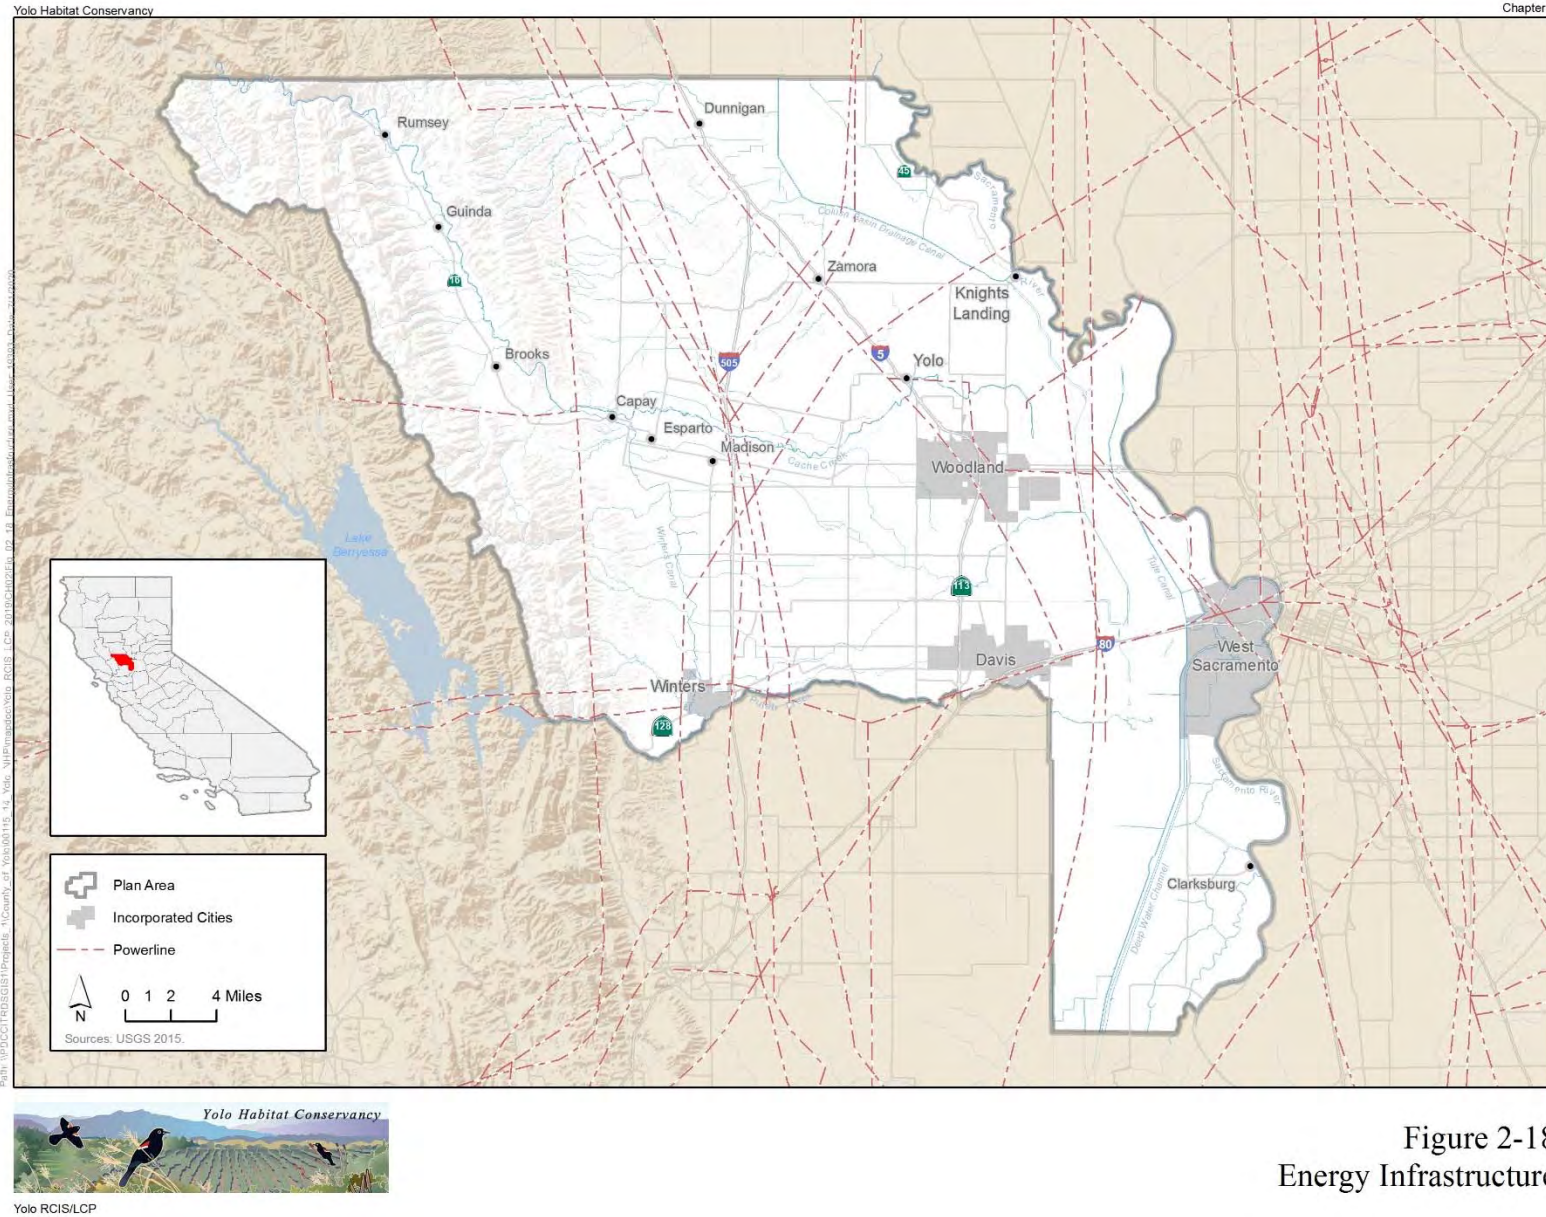 Yolo Habitat Conservancy
Chapter
Rumsey
Dunnigan
45
Sacramento
Guinda
Colusa Basin Drainage Canal
16
Zamora
River
Knights
Landing
505
5
Yolo
Brooks
Capay
Esparto
Madison
Cache Creek
Woodland
Lake
Berryessa
Winters Canal
Tule Canal
113
80
Davis
West
Sacramento
Winters
128
Sacramento River
Clarksburg
Deep Water Channel
Plan Area
Incorporated Cities
Powerline
N
0 1 2 4 Miles
Sources: USGS 2015.
Yolo Habitat Conservancy
Figure 2-18
Energy Infrastructure
Yolo RCIS/LCP